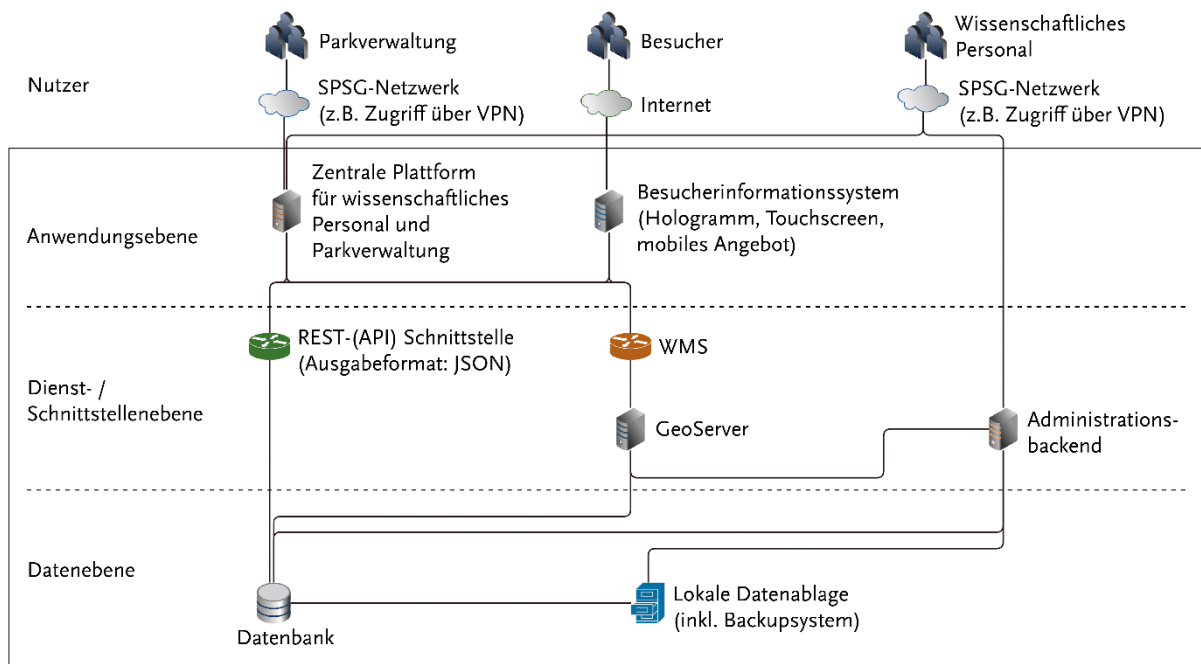 Parkverwaltung
Besucher
Wissenschaftliches
Personal
Nutzer
SPSG-Netzwerk
(z.B. Zugriff über VPN)
Internet
SPSG-Netzwerk
(z.B. Zugriff über VPN)
Anwendungsebene
Zentrale Plattform
für wissenschaftliches
Personal und
Parkverwaltung
Besucherinformationssystem
(Hologramm, Touchscreen,
mobiles Angebot)
Dienst- /
Schnittstellenebene
REST-(API) Schnittstelle
(Ausgabeformat: JSON)
WMS
GeoServer
Administrations-
backend
Datenebene
Datenbank
Lokale Datenablage
(inkl. Backupsystem)